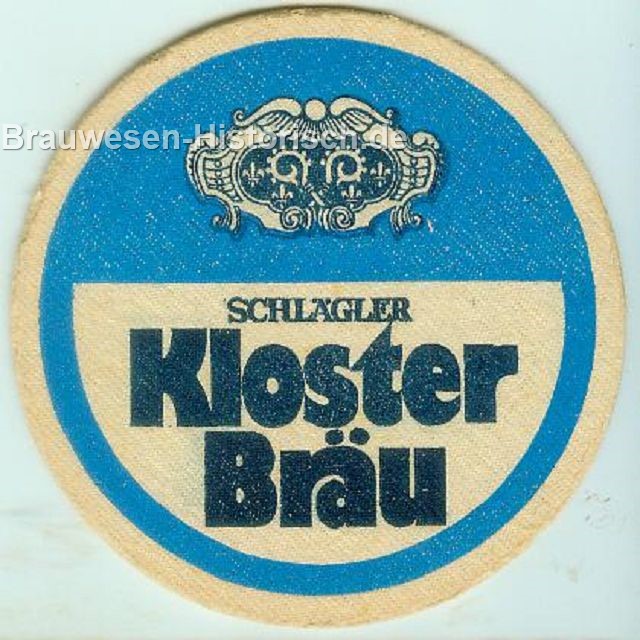 Brauwesen-Historisch.de
SCHLÄGLER
Kloster
Bräu